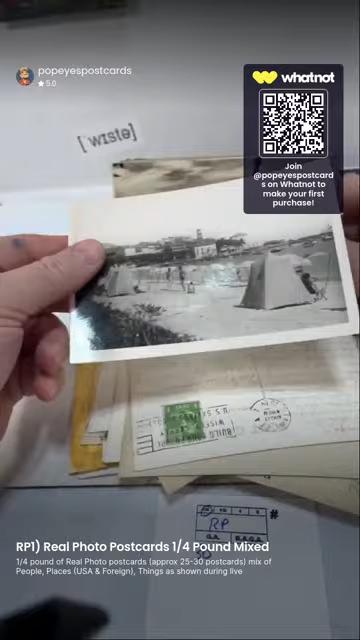 popeyespostcards
★ 5.0
whatnot
Join
@popeyespostcard
s on Whatnot to
make your first
purchase!
['wɪstə]
BUILD
U.S.
RP
#
RP1) Real Photo Postcards 1/4 Pound Mixed
1/4 pound of Real Photo postcards (approx 25-30 postcards) mix of
People, Places (USA & Foreign), Things as shown during live